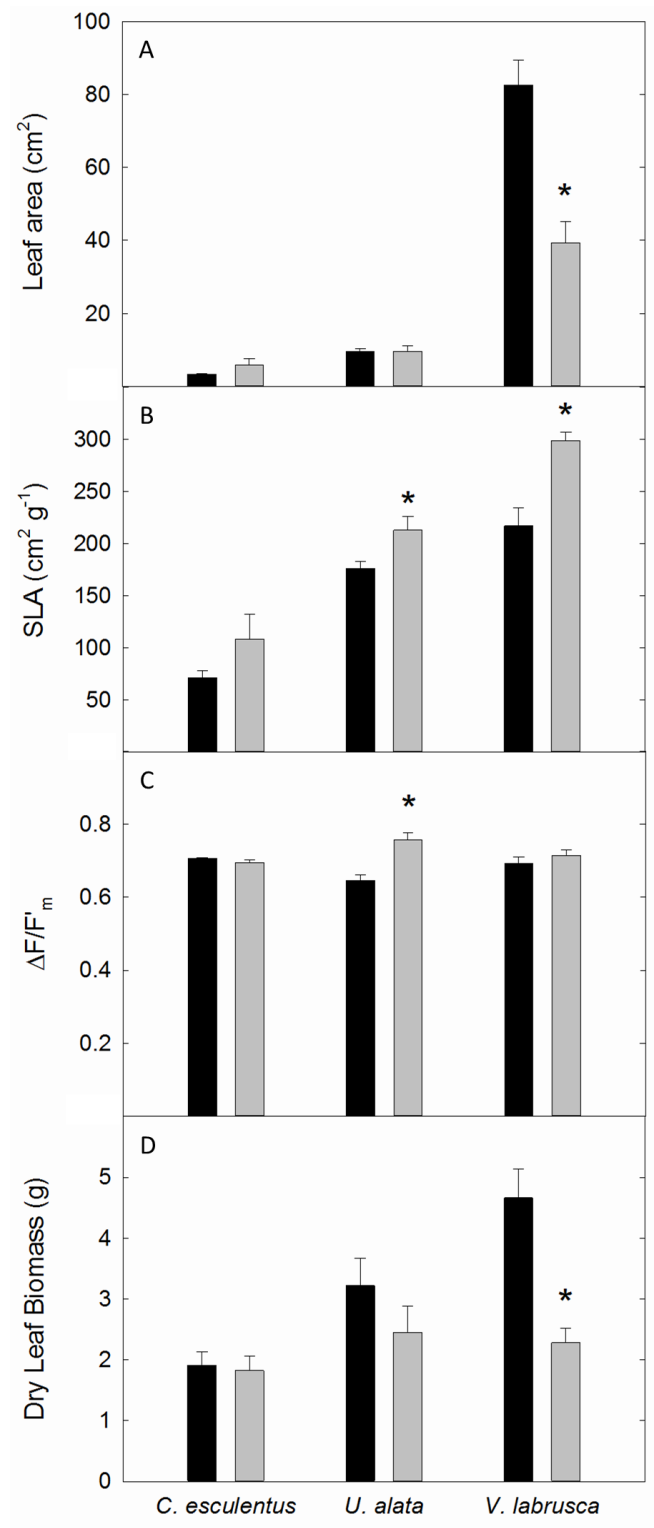 A
Leaf area (cm²)
100
80
60
40
20
*
B
SLA (cm² g⁻¹)
300
250
200
150
100
50
*
*
C
ΔF/F'm
0.8
0.6
0.4
0.2
*
D
Dry Leaf Biomass (g)
5
4
3
2
1
0
*
C. esculentus U. alata V. labrusca